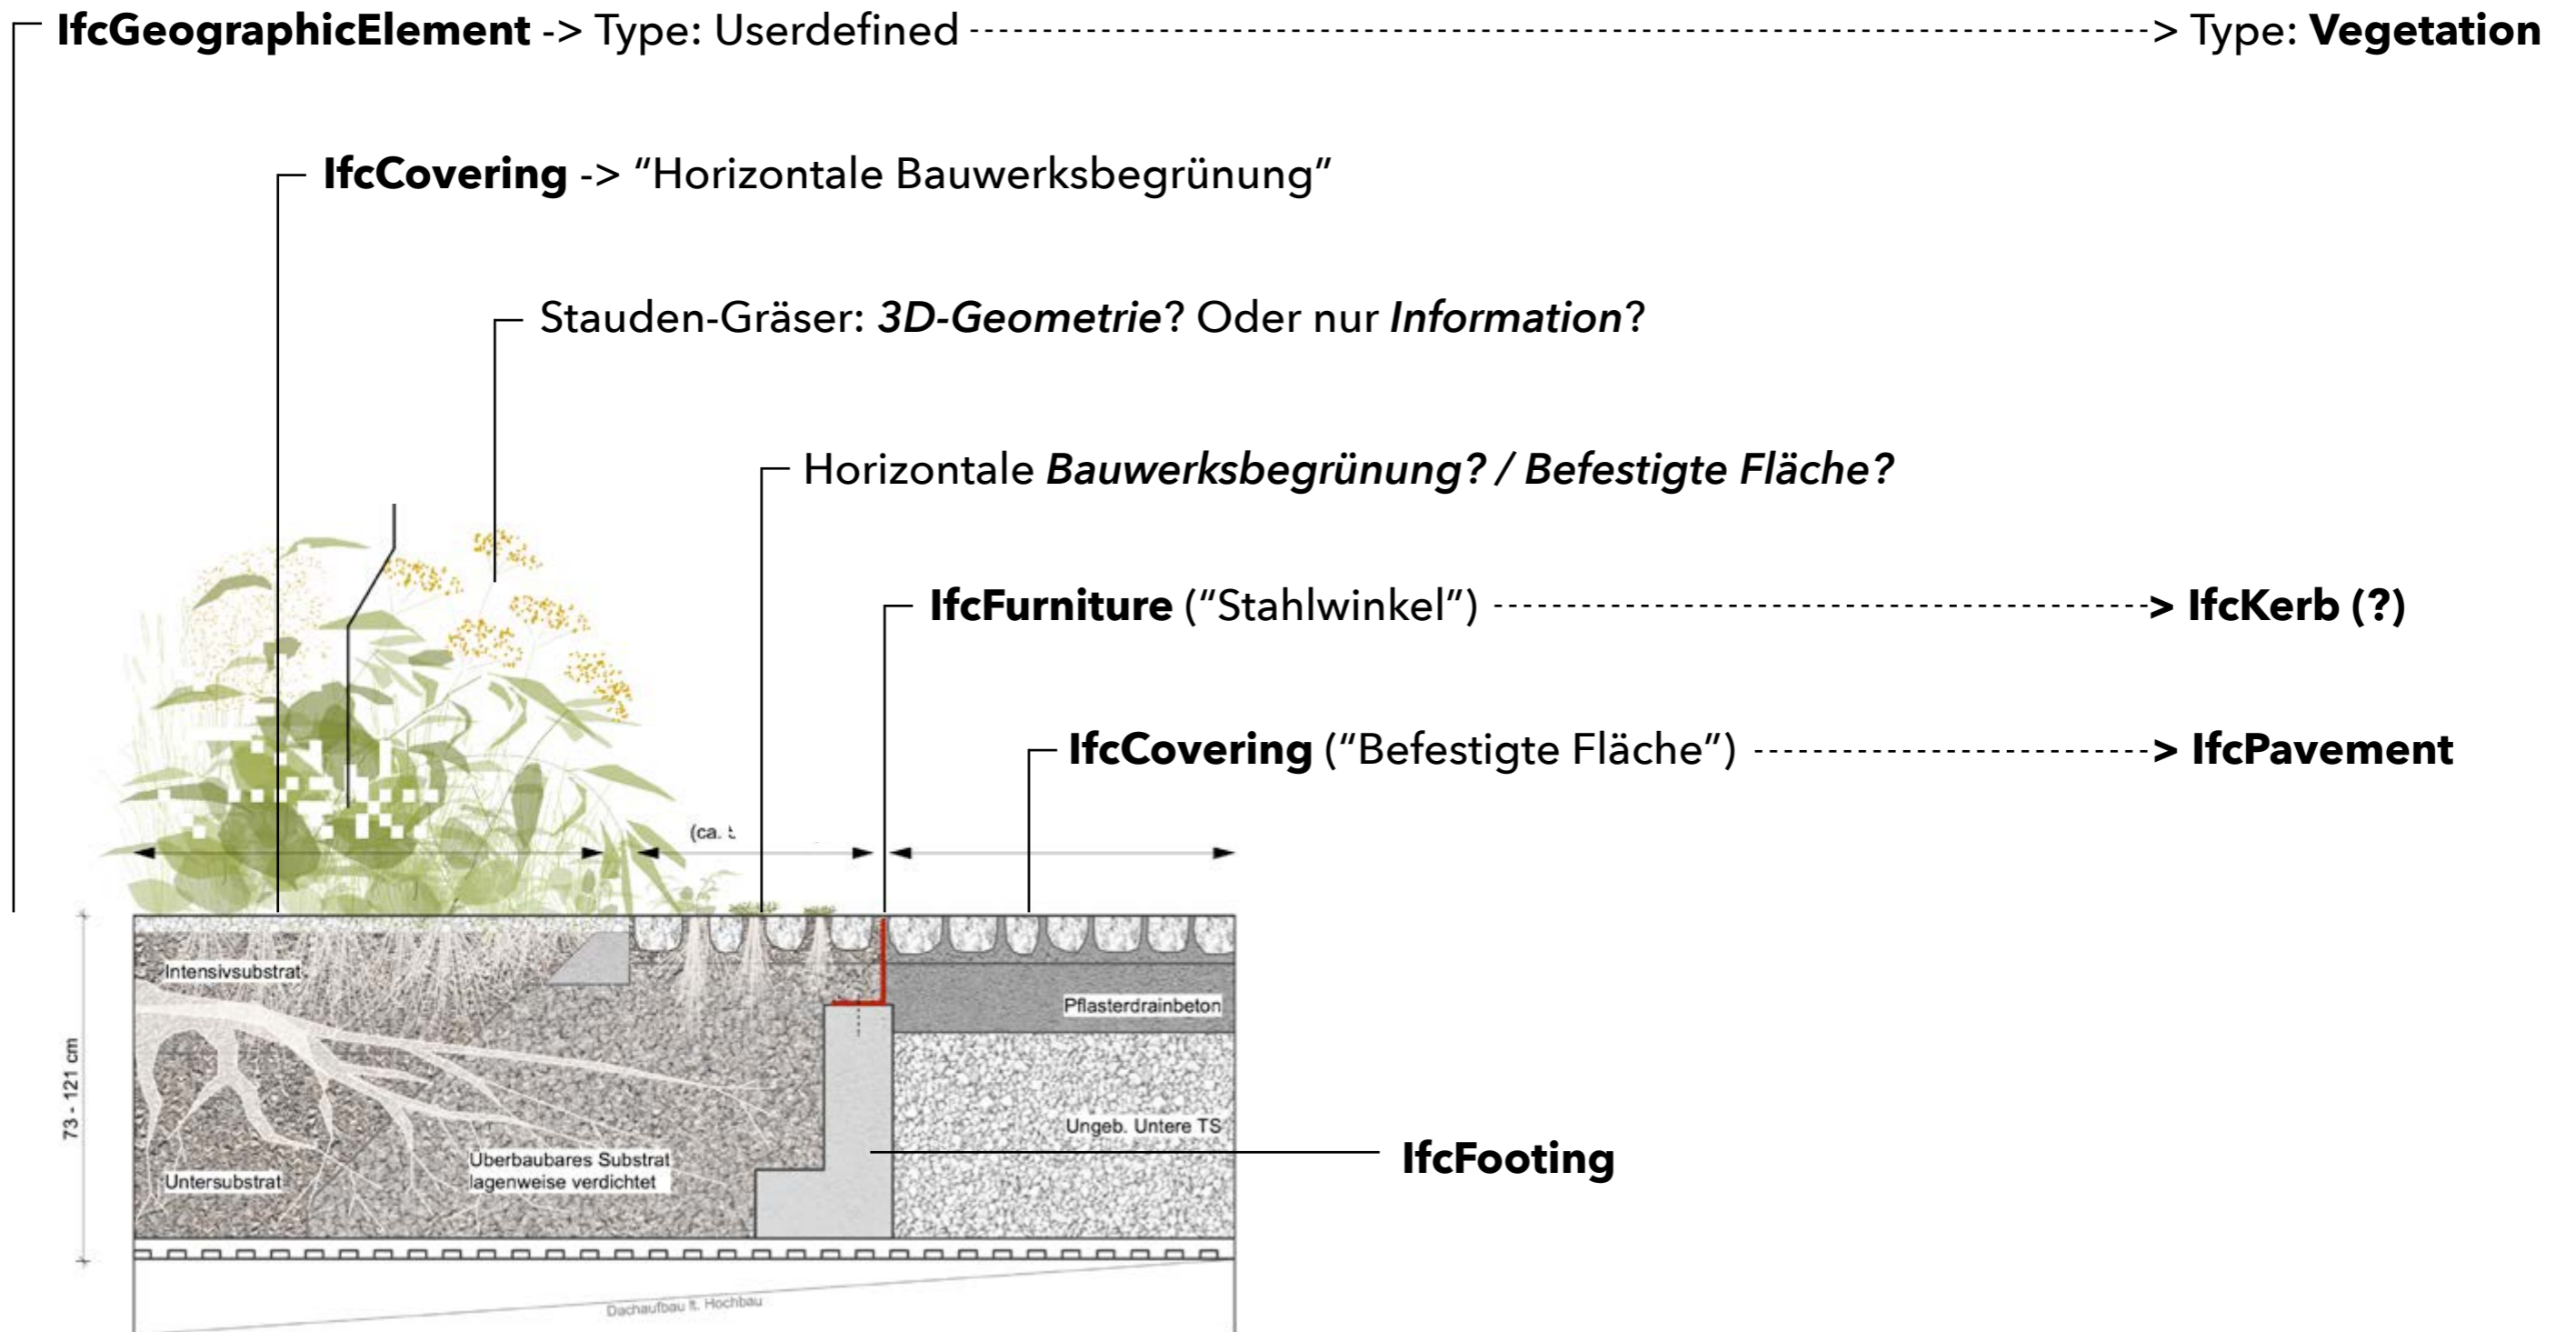 IfcGeographicElement -> Type: Userdefined > Type: Vegetation
IfcCovering -> “Horizontale Bauwerksbegrünung”
Stauden-Gräser: 3D-Geometrie? Oder nur Information?
Horizontale Bauwerksbegrünung? / Befestigte Fläche?
IfcFurniture (“Stahlwinkel”) > IfcKerb (?)
IfcCovering (“Befestigte Fläche”) > IfcPavement
(ca.
Intensivsubstrat
Pflasterdrainbeton
73 - 121 cm
Ungeb. Untere TS
IfcFooting
Überbaubares Substrat
lagenweise verdichtet
Untersubstrat
Dachaufbau lt. Hochbau